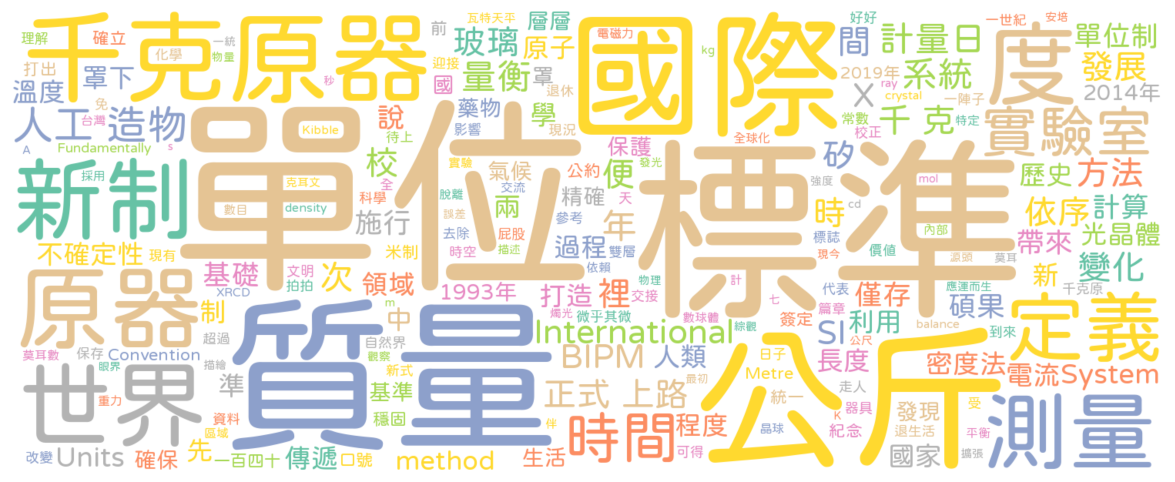 千克原器
國際
度
單位
標準
質量
公斤
世界
新制
原器
定義
測量
人工 造物
實驗室
時間
International
玻璃
原子
層層
間
計量日
單位制
好好
一世紀
安培
理解
確立
化學
一統
物量
瓦特天平
前
電磁力
kg
系統
發展
2019年
2014年
打出
罩下
秒
迎接
國
量衡
罩
退休
X
crystal
ray
一陣子
溫度
免
台灣
藥物
學
常數
校正
千 克
特定
Fundamentally
A
s
Kibble
說
待上
影響
現況
全球化
採用
克耳文
全
校
實驗
公約
保護
發光
矽
歷史
方法
數目
density
科學
氣候
便
強度
mol
cd
交流
脫離
兩
精確
天
時
依序
計算
施行
誤差
參考
年
內部
帶來
光晶體
不確定性
現有
米制
去除
屁股
過程
雙層
標誌
價值
源頭
莫耳
新
變化
基礎
文明
拍拍
次
時空
描述
依賴
物理
現今
XRCD
領域
1993年
打造
裡
交接
計
代表
僅存
應運而生
千克原
制
m
中
燭光
微乎其微
數球體
七
篇章
碩果
超過
自然界
綜觀
簽定
SI
利用
balance
到來
莫耳數
保存
Convention
觀察
新式
BIPM
人類
日子
公尺
長度
密度法
眼界
描繪
準
基準
正式 上路
最初
Metre
走人
電流
System
重力
穩固
統一
K
器具
發現
受
資料
區域
伴
程度
晶球
紀念
退生活
平衡
改變
Units
確保
先
一百四十
傳遞
口號
method
生活
可得
國家
擴張